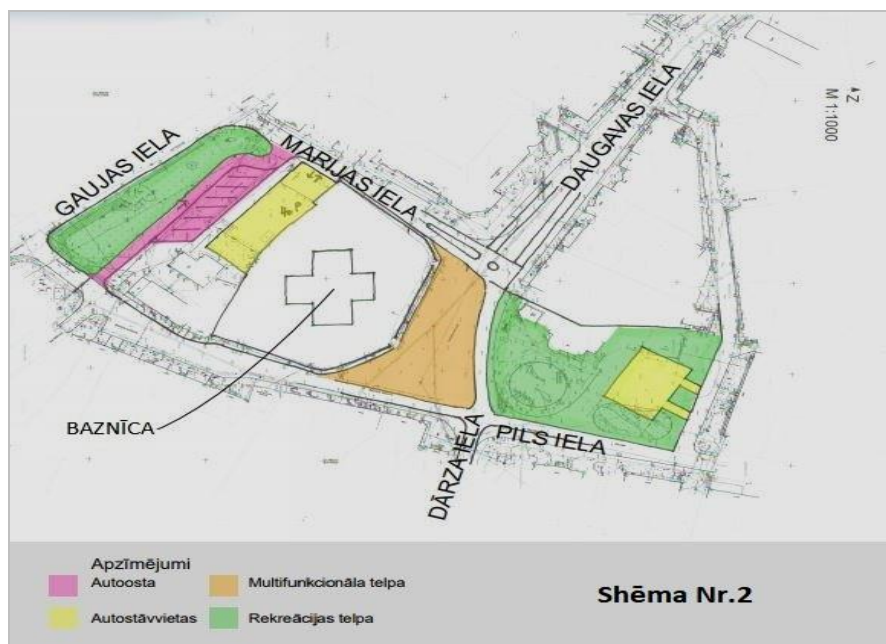 GAUJAS IELA
MARIJAS IELA
DAUGAVAS IELA
Z
M 1:1000
BAZNĪCA
DĀRZA IELA
PILS IELA
Apzīmējumi
Autoosta
Multifunkcionāla telpa
Autostāvvietas
Rekreācijas telpa
Shēma Nr.2